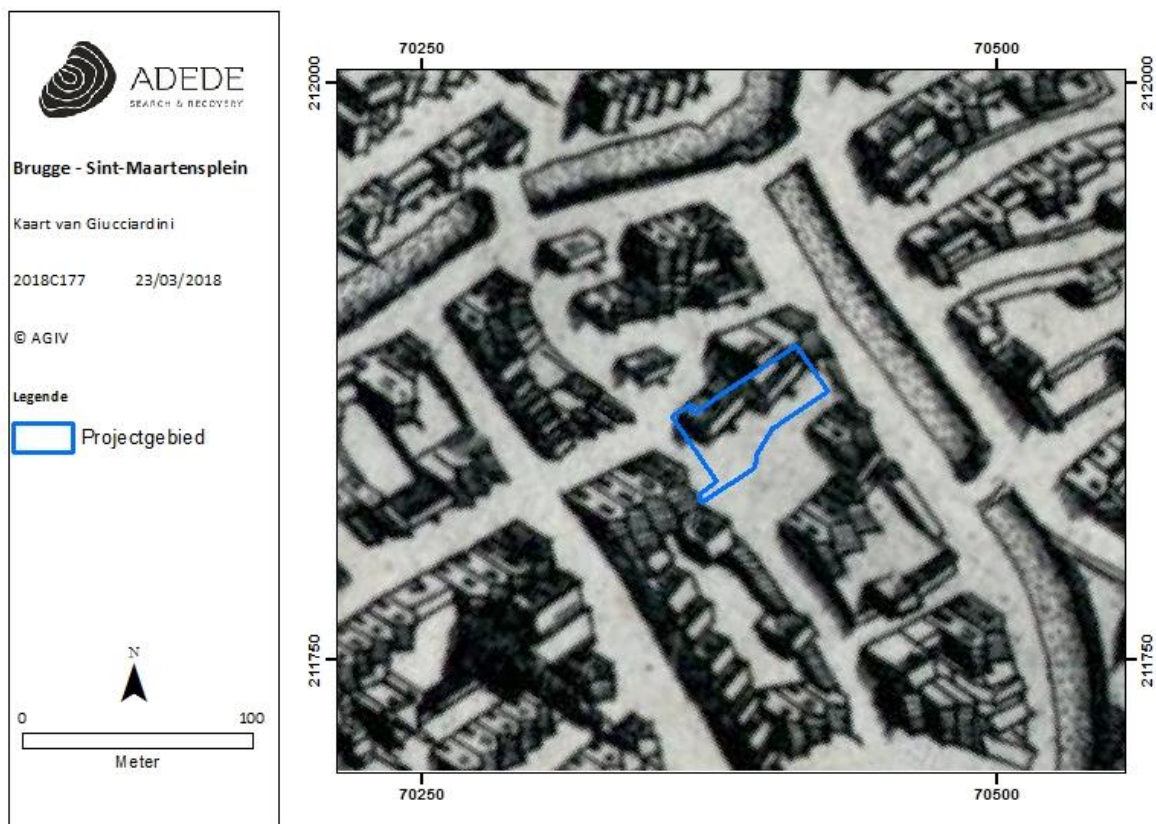 ADEDE
SEARCH & RECOVERY
Brugge - Sint-Maartensplein
Kaart van Giucciardini
2018C177 23/03/2018
© AGIV
Legende
Projectgebied
N
0 100
Meter
70250 70500
212000 212000
211750 211750
70250 70500